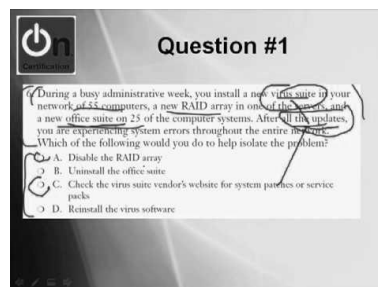 On
Certification
Question #1
6. During a busy administrative week, you install a new virus suite in your
network of 55 computers, a new RAID array in one of the servers, and
a new office suite on 25 of the computer systems. After all the updates,
you are experiencing system errors throughout the entire network.
Which of the following would you do to help isolate the problem?
A. Disable the RAID array
B. Uninstall the office suite
C. Check the virus suite vendor's website for system patches or service
packs
D. Reinstall the virus software